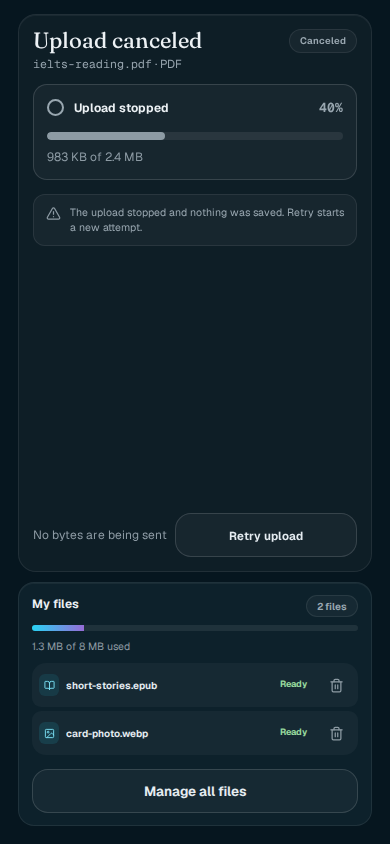 Upload canceled
Canceled
ielts-reading.pdf · PDF
Upload stopped
40%
983 KB of 2.4 MB
The upload stopped and nothing was saved. Retry starts
a new attempt.
No bytes are being sent
Retry upload
My files
2 files
1.3 MB of 8 MB used
short-stories.epub
Ready
card-photo.webp
Ready
Manage all files